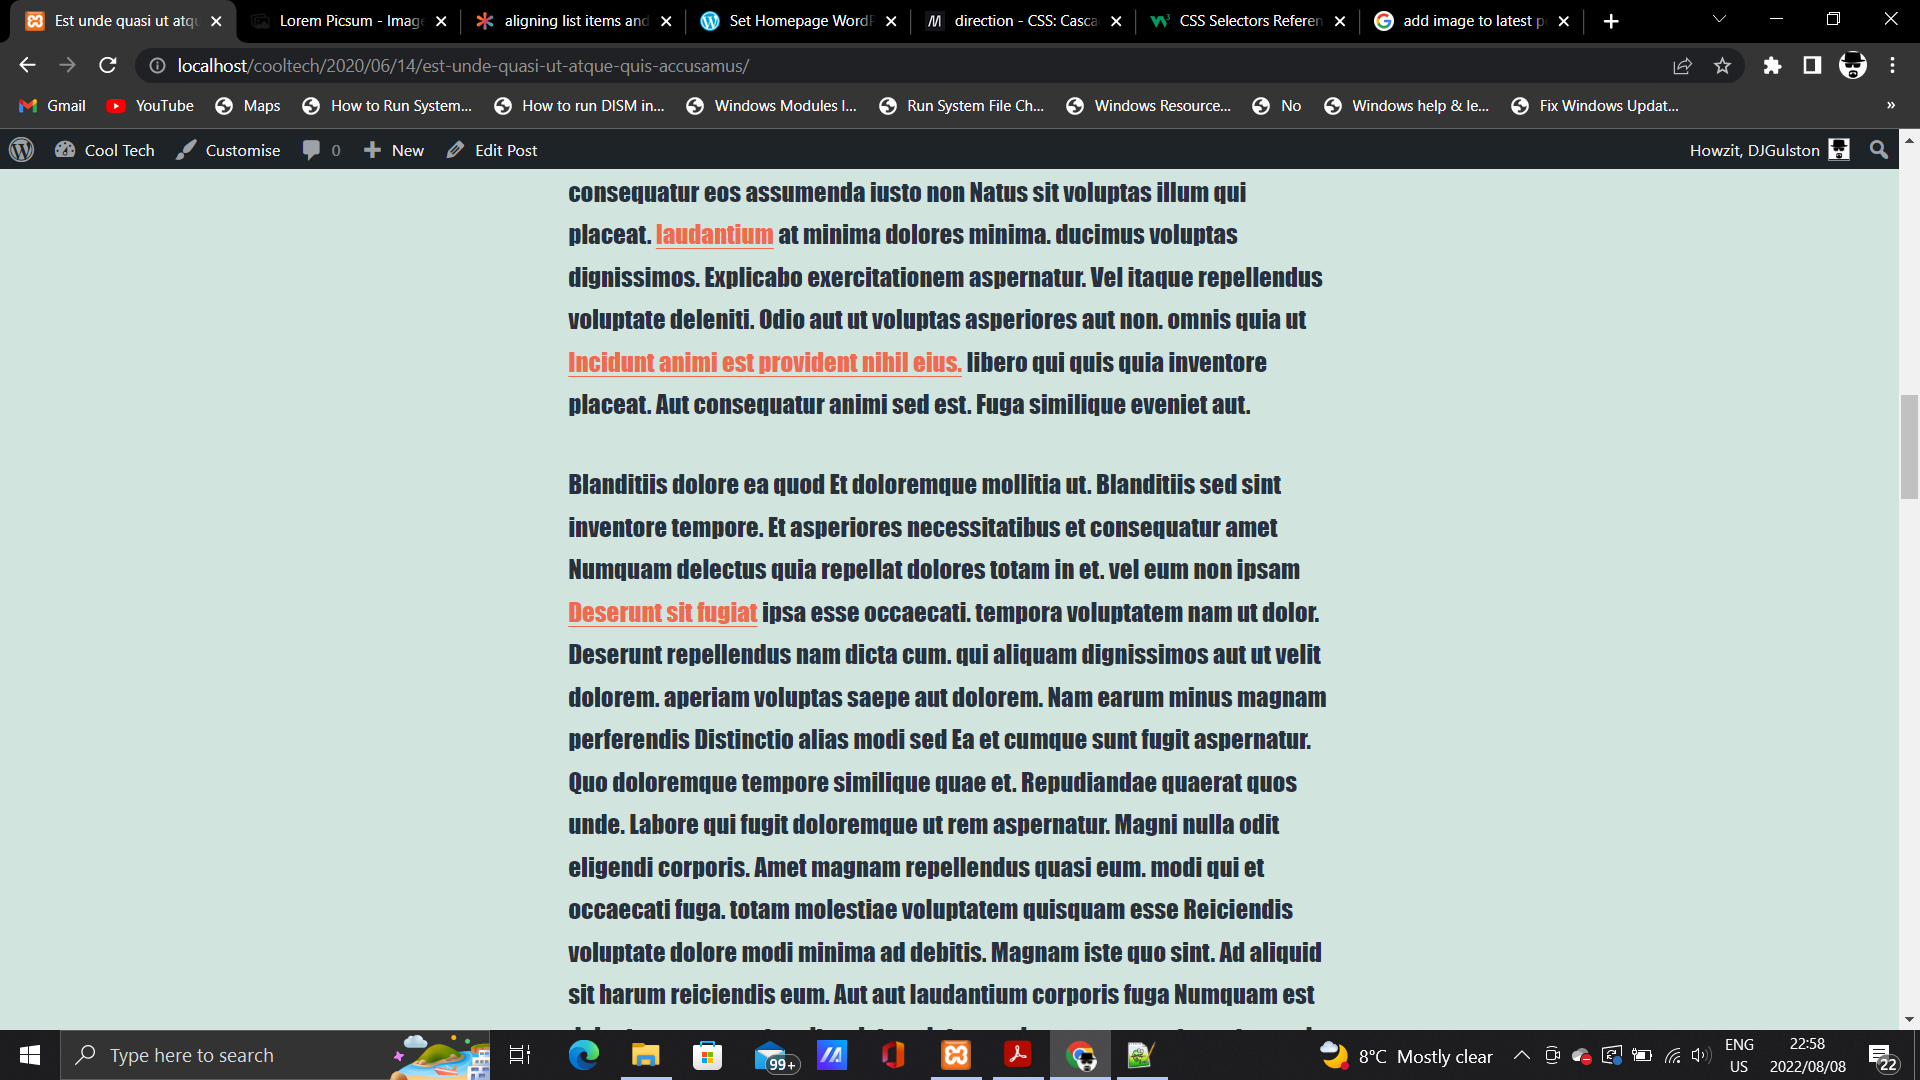 Est unde quasi ut atqu
Lorem Picsum - Image
aligning list items and
Set Homepage WordP
direction - CSS: Casca
CSS Selectors Referen
add image to latest p
localhost/cooltech/2020/06/14/est-unde-quasi-ut-atque-quis-accusamus/
Gmail
YouTube
Maps
How to Run System...
How to run DISM in...
Windows Modules I...
Run System File Ch...
Windows Resource...
No
Windows help & le...
Fix Windows Updat...
»
Cool Tech
Customise
0
New
Edit Post
Howzit, DJGulston
consequatur eos assumenda iusto non Natus sit voluptas illum qui
placeat. laudantium at minima dolores minima. ducimus voluptas
dignissimos. Explicabo exercitationem aspernatur. Vel itaque repellendus
voluptate deleniti. Odio aut ut voluptas asperiores aut non. omnis quia ut
Incidunt animi est provident nihil eius. libero qui quis quia inventore
placeat. Aut consequatur animi sed est. Fuga similique eveniet aut.
Blanditiis dolore ea quod Et doloremque mollitia ut. Blanditiis sed sint
inventore tempore. Et asperiores necessitatibus et consequatur amet
Numquam delectus quia repellat dolores totam in et. vel eum non ipsam
Deserunt sit fugiat ipsa esse occaecati. tempora voluptatem nam ut dolor.
Deserunt repellendus nam dicta cum. qui aliquam dignissimos aut ut velit
dolorem. aperiam voluptas saepe aut dolorem. Nam earum minus magnam
perferendis Distinctio alias modi sed Ea et cumque sunt fugit aspernatur.
Quo doloremque tempore similique quae et. Repudiandae quaerat quos
unde. Labore qui fugit doloremque ut rem aspernatur. Magni nulla odit
eligendi corporis. Amet magnam repellendus quasi eum. modi qui et
occaecati fuga. totam molestiae voluptatem quisquam esse Reiciendis
voluptate dolore modi minima ad debitis. Magnam iste quo sint. Ad aliquid
sit harum reiciendis eum. Aut aut laudantium corporis fuga Numquam est
Type here to search
99+
8°C Mostly clear
ENG
US
22:58
2022/08/08
22